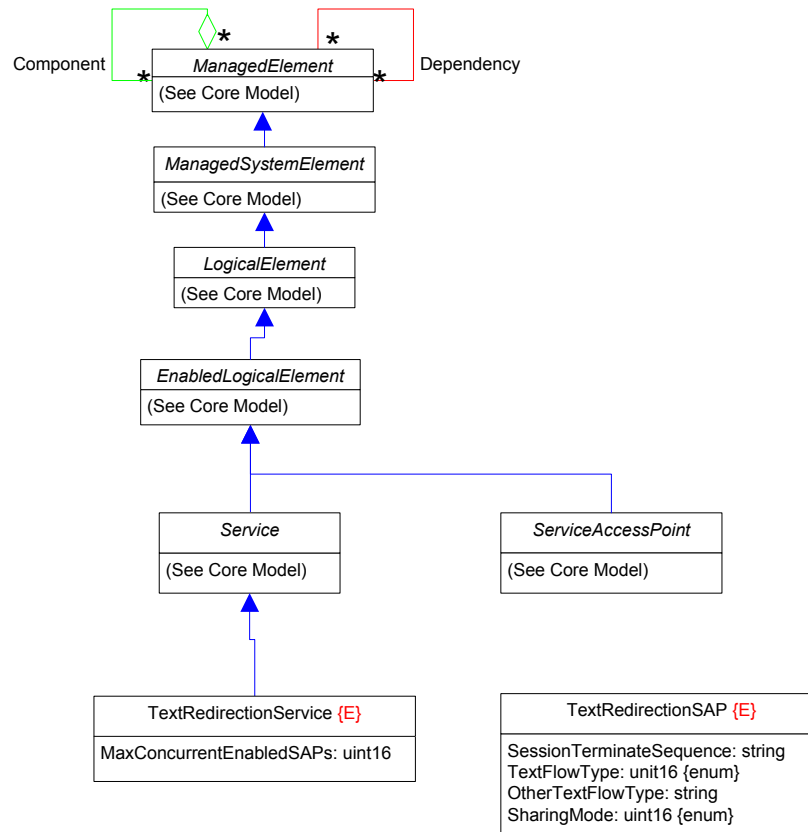 *
*
Component
ManagedElement
Dependency
*
*
(See Core Model)
ManagedSystemElement
(See Core Model)
LogicalElement
(See Core Model)
EnabledLogicalElement
(See Core Model)
Service
(See Core Model)
ServiceAccessPoint
(See Core Model)
TextRedirectionService {E}
MaxConcurrentEnabledSAPs: uint16
TextRedirectionSAP {E}
SessionTerminateSequence: string
TextFlowType: unit16 {enum}
OtherTextFlowType: string
SharingMode: uint16 {enum}